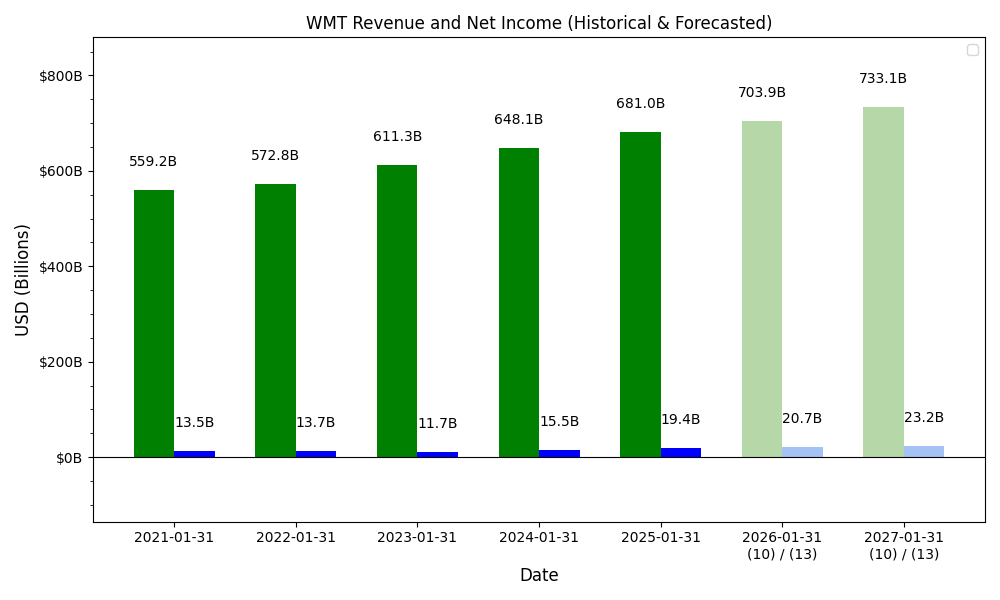 WMT Revenue and Net Income (Historical & Forecasted)
USD (Billions)
$800B
$600B
$400B
$200B
$0B
559.2B
572.8B
611.3B
648.1B
681.0B
703.9B
733.1B
13.5B
13.7B
11.7B
15.5B
19.4B
20.7B
23.2B
2021-01-31
2022-01-31
2023-01-31
2024-01-31
2025-01-31
2026-01-31
(10) / (13)
2027-01-31
(10) / (13)
Date